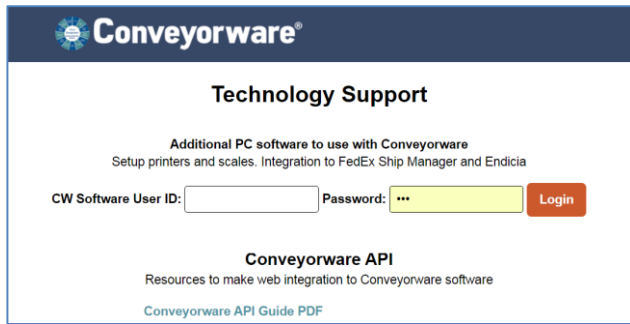 Conveyorware®
Technology Support
Additional PC software to use with Conveyorware
Setup printers and scales. Integration to FedEx Ship Manager and Endicia
CW Software User ID: Password: ••• Login
Conveyorware API
Resources to make web integration to Conveyorware software
Conveyorware API Guide PDF